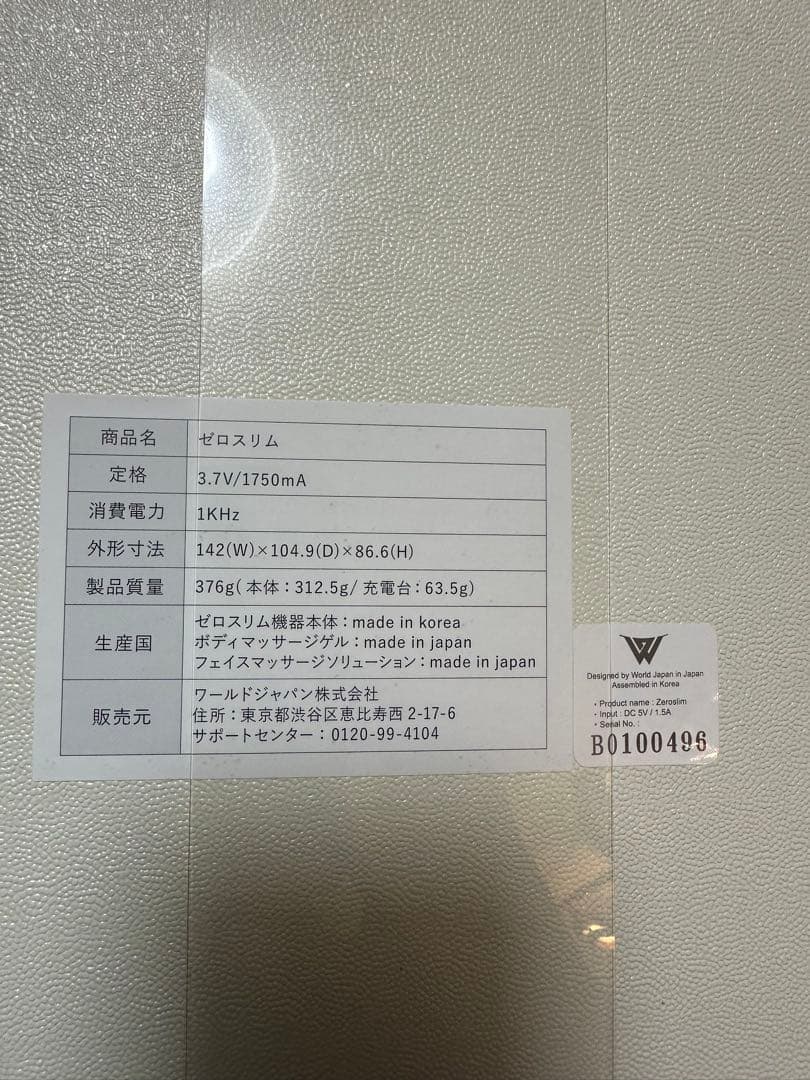 商品名 ゼロスリム
定格 3.7V/1750mA
消費電力 1KHz
外形寸法 142(W)×104.9(D)×86.6(H)
製品質量 376g( 本体：312.5g/ 充電台：63.5g)
生産国 ゼロスリム機器本体：made in korea
ボディマッサージゲル：made in japan
フェイスマッサージソリューション：made in japan
販売元 ワールドジャパン株式会社
住所：東京都渋谷区恵比寿西 2-17-6
サポートセンター：0120-99-4104
W
Designed by World Japan in Japan
Assembled in Korea
・Product name : Zeroslim
・Input : DC 5V / 1.5A
・Serial No. :
B0100496